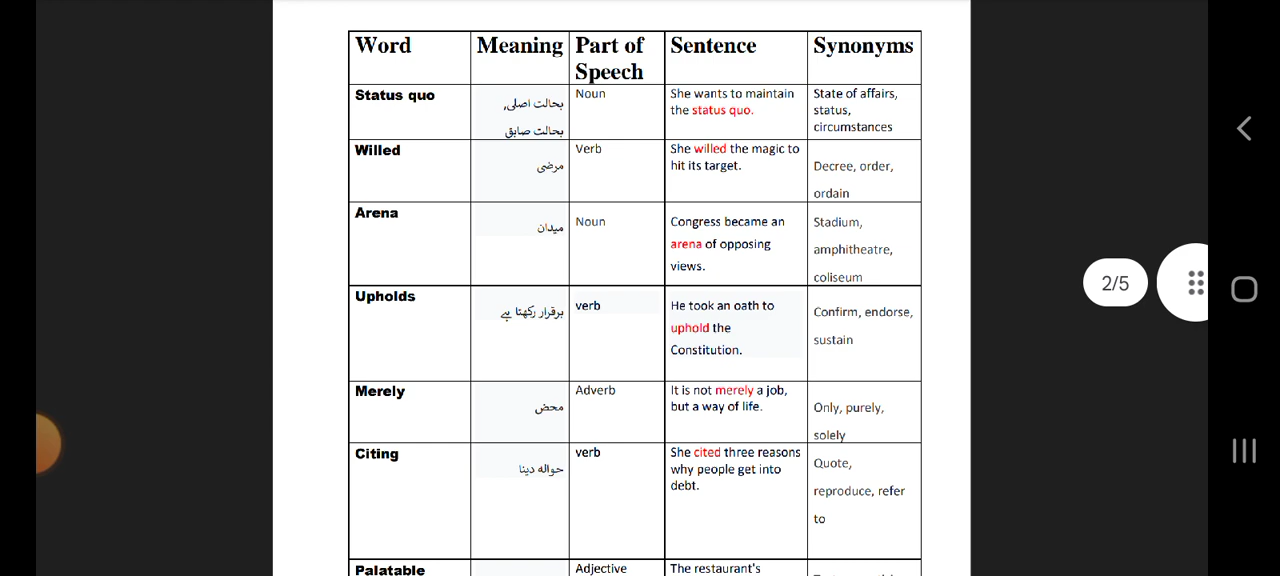 Word Meaning Part of Speech Sentence Synonyms
Status quo
بحالت اصلی,
بحالت صابق
Noun
She wants to maintain
the status quo.
State of affairs,
status,
circumstances
Willed
مرضی
Verb
She willed the magic to
hit its target.
Decree, order,
ordain
Arena
میدان
Noun
Congress became an
arena of opposing
views.
Stadium,
amphitheatre,
coliseum
Upholds
برقرار رکھتا ہے
verb
He took an oath to
uphold the
Constitution.
Confirm, endorse,
sustain
Merely
محض
Adverb
It is not merely a job,
but a way of life.
Only, purely,
solely
Citing
حوالہ دینا
verb
She cited three reasons
why people get into
debt.
Quote,
reproduce, refer
to
Palatable
Adjective
The restaurant's
2/5